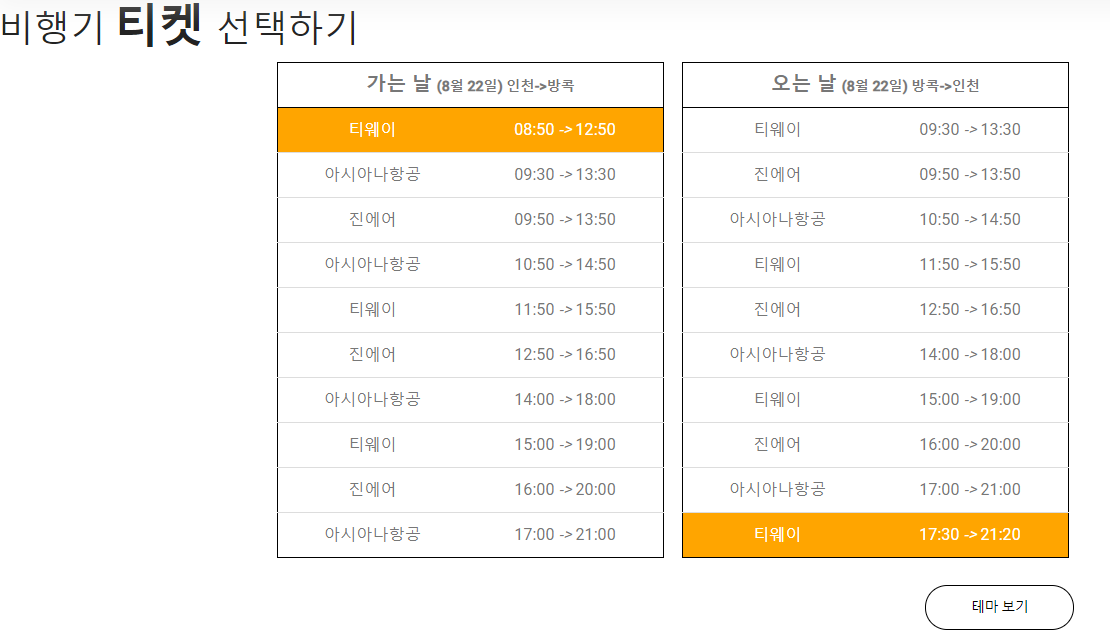 비행기 티켓 선택하기
가는 날 (8월 22일) 인천->방콕
티웨이 08:50 -> 12:50
아시아나항공 09:30 -> 13:30
진에어 09:50 -> 13:50
아시아나항공 10:50 -> 14:50
티웨이 11:50 -> 15:50
진에어 12:50 -> 16:50
아시아나항공 14:00 -> 18:00
티웨이 15:00 -> 19:00
진에어 16:00 -> 20:00
아시아나항공 17:00 -> 21:00
오는 날 (8월 22일) 방콕->인천
티웨이 09:30 -> 13:30
진에어 09:50 -> 13:50
아시아나항공 10:50 -> 14:50
티웨이 11:50 -> 15:50
진에어 12:50 -> 16:50
아시아나항공 14:00 -> 18:00
티웨이 15:00 -> 19:00
진에어 16:00 -> 20:00
아시아나항공 17:00 -> 21:00
티웨이 17:30 -> 21:20
테마 보기